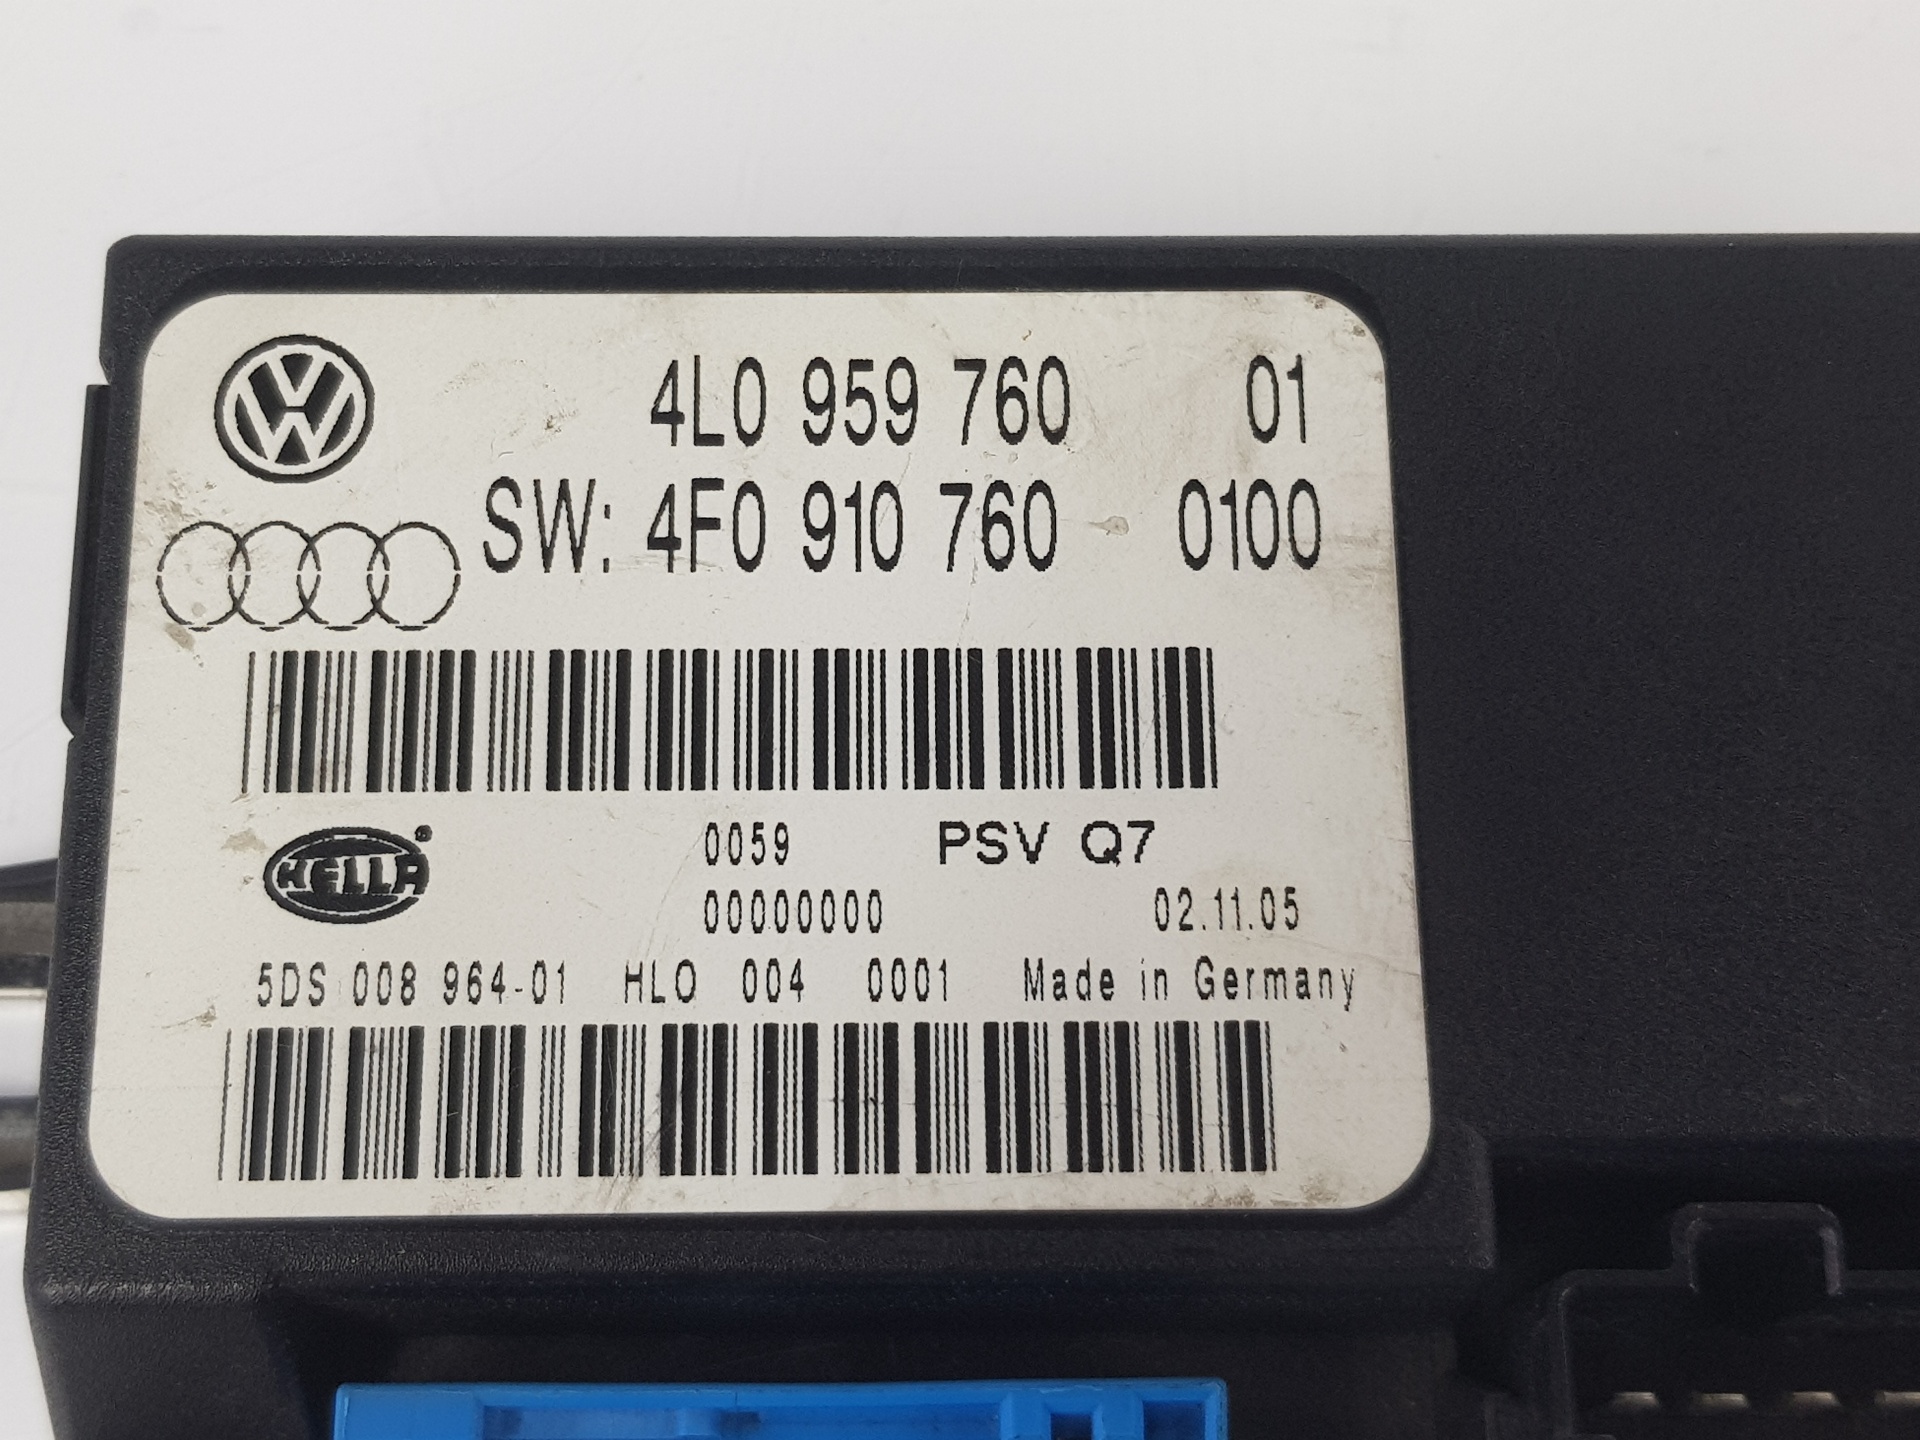 4L0 959 760 01
SW: 4F0 910 760 0100
HELLA®
0059 PSV Q7
00000000 02.11.05
5DS 008 964-01 HLO 004 0001 Made in Germany